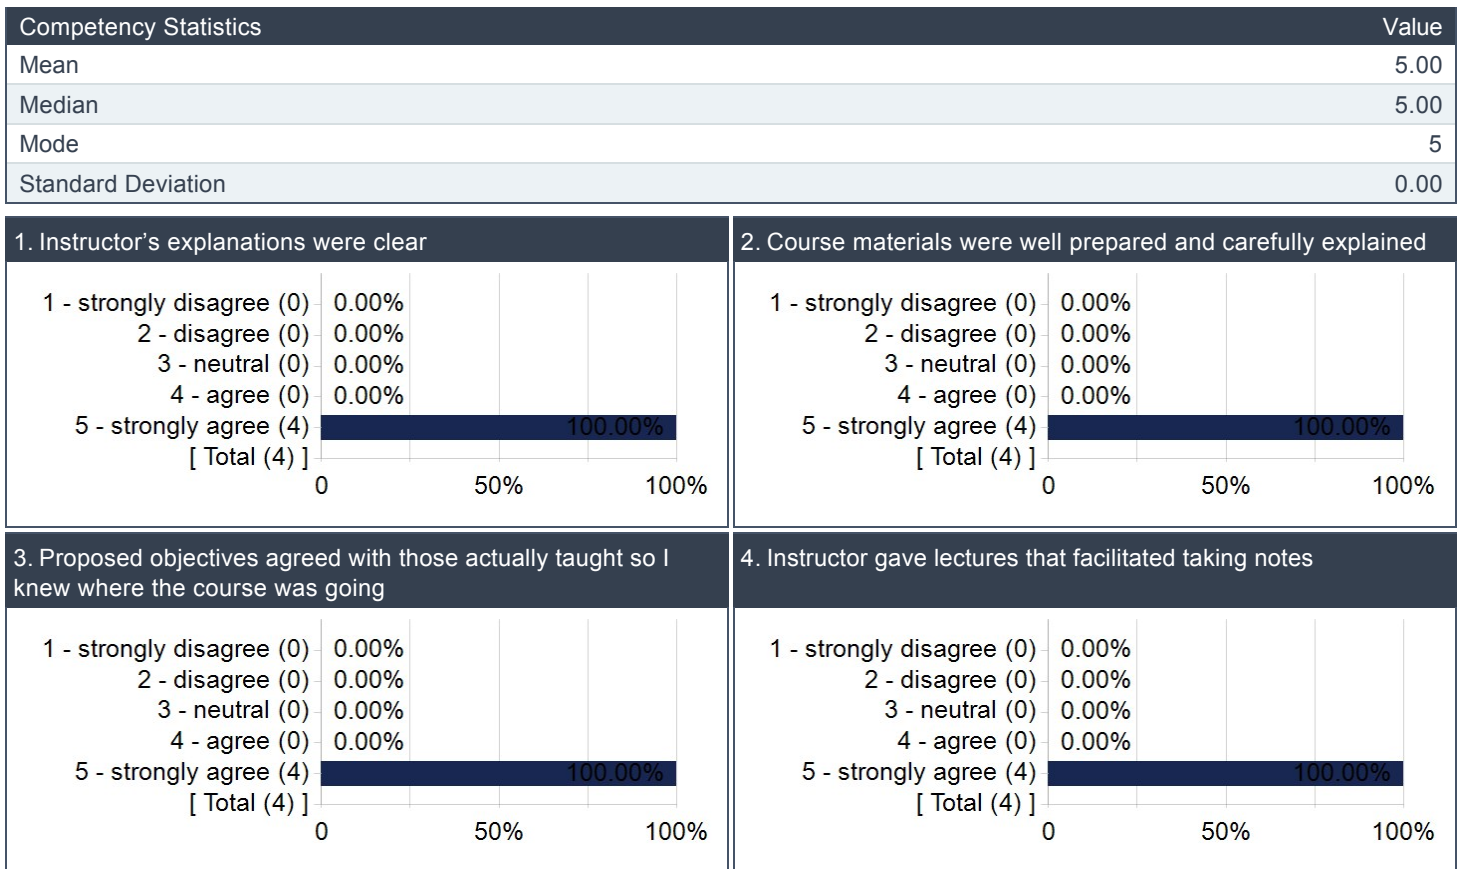 Competency Statistics Value
Mean 5.00
Median 5.00
Mode 5
Standard Deviation 0.00
1. Instructor’s explanations were clear
1 - strongly disagree (0) 0.00%
2 - disagree (0) 0.00%
3 - neutral (0) 0.00%
4 - agree (0) 0.00%
5 - strongly agree (4) 100.00%
[ Total (4) ]
0 50% 100%
2. Course materials were well prepared and carefully explained
1 - strongly disagree (0) 0.00%
2 - disagree (0) 0.00%
3 - neutral (0) 0.00%
4 - agree (0) 0.00%
5 - strongly agree (4) 100.00%
[ Total (4) ]
0 50% 100%
3. Proposed objectives agreed with those actually taught so I
knew where the course was going
1 - strongly disagree (0) 0.00%
2 - disagree (0) 0.00%
3 - neutral (0) 0.00%
4 - agree (0) 0.00%
5 - strongly agree (4) 100.00%
[ Total (4) ]
0 50% 100%
4. Instructor gave lectures that facilitated taking notes
1 - strongly disagree (0) 0.00%
2 - disagree (0) 0.00%
3 - neutral (0) 0.00%
4 - agree (0) 0.00%
5 - strongly agree (4) 100.00%
[ Total (4) ]
0 50% 100%